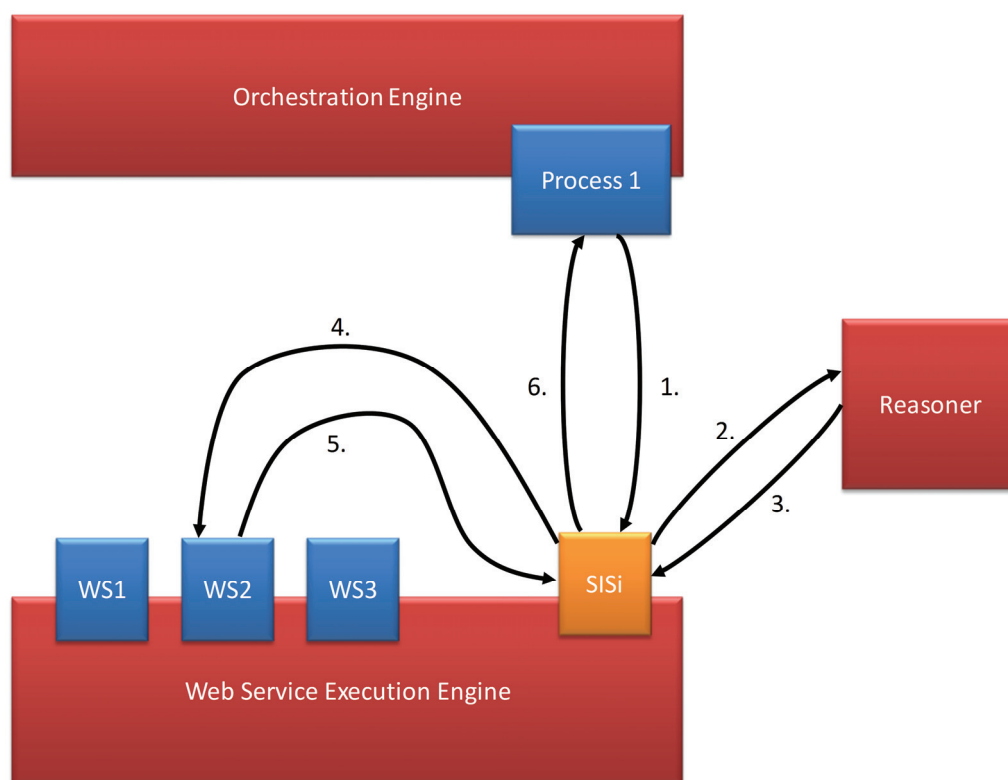 Orchestration Engine
Process 1
4.
6.
1.
Reasoner
2.
5.
3.
WS1
WS2
WS3
SISi
Web Service Execution Engine